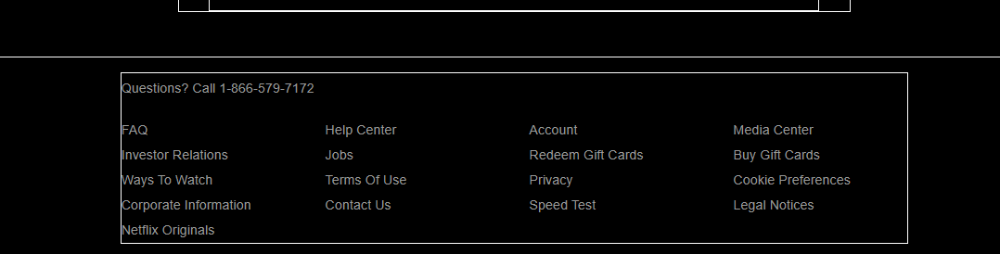 Questions? Call 1-866-579-7172
FAQ Help Center Account Media Center
Investor Relations Jobs Redeem Gift Cards Buy Gift Cards
Ways To Watch Terms Of Use Privacy Cookie Preferences
Corporate Information Contact Us Speed Test Legal Notices
Netflix Originals